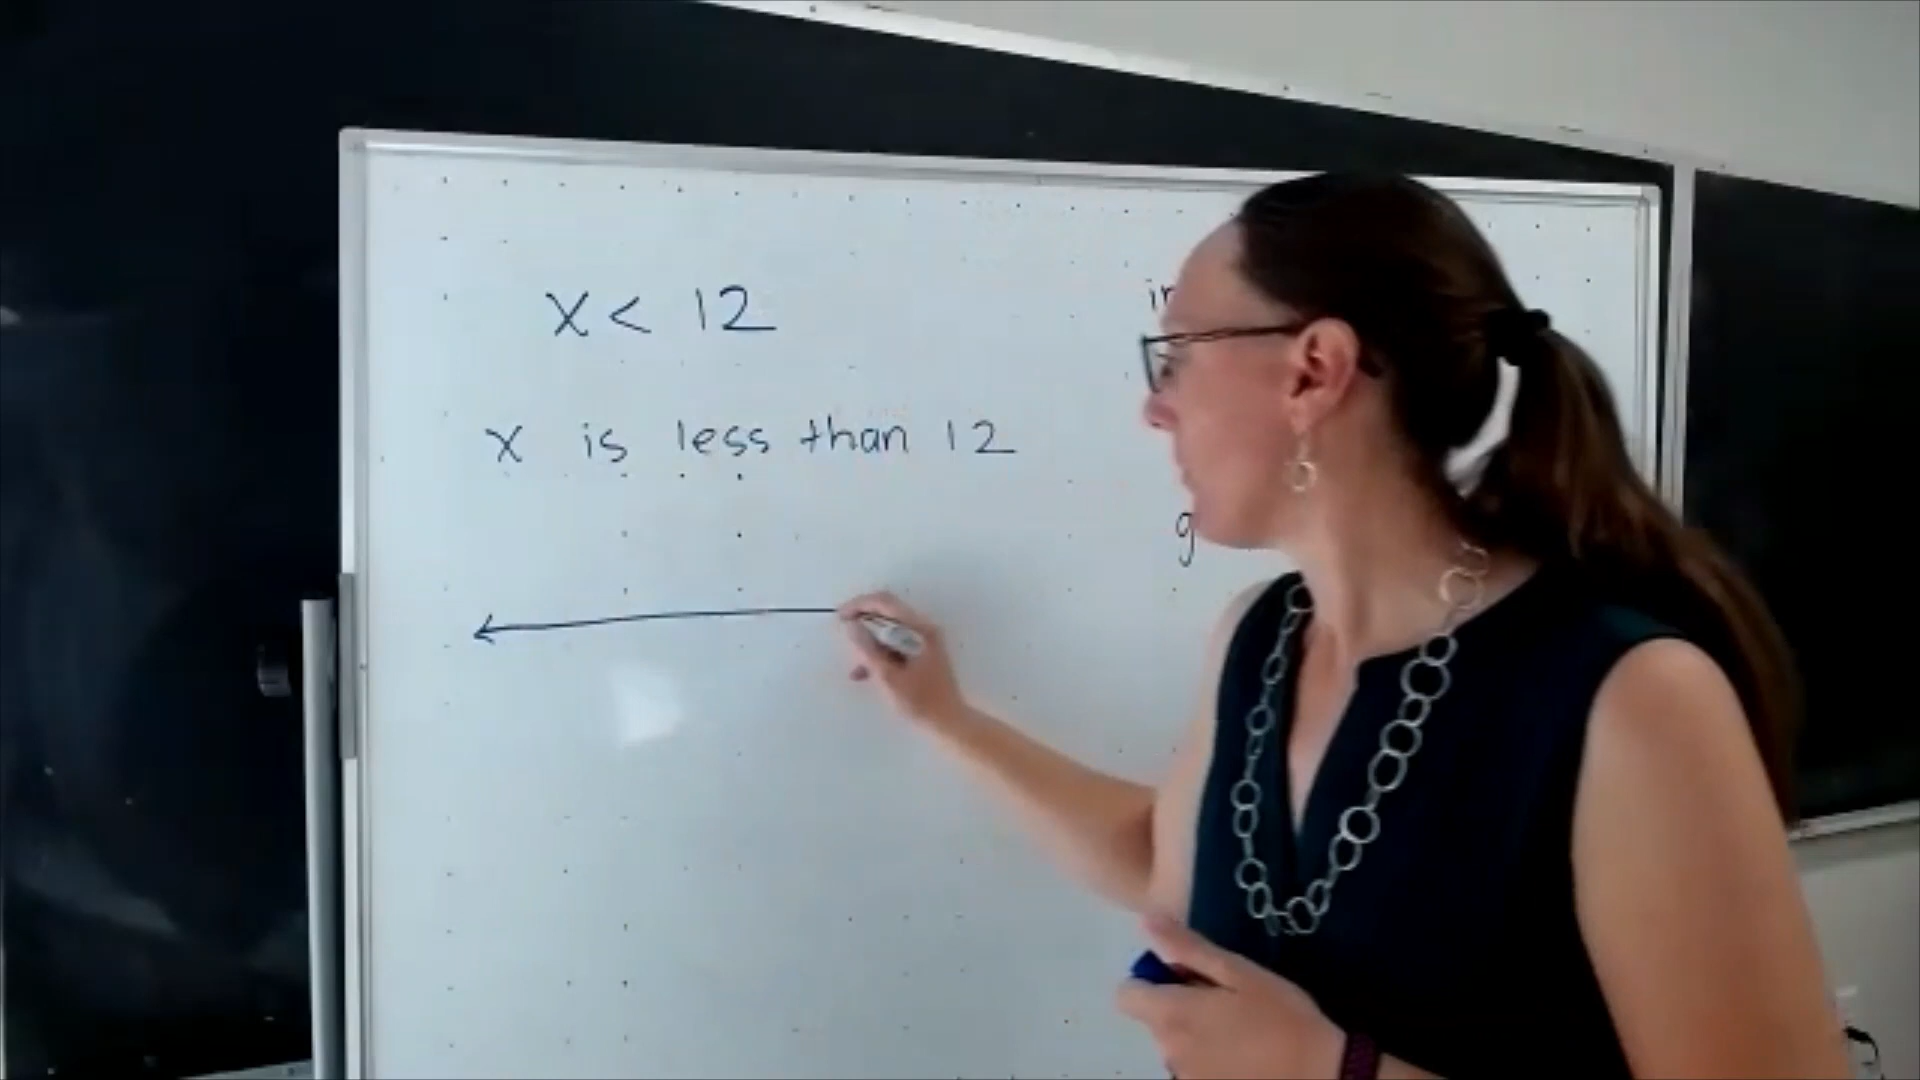 x < 12
x is less than 12